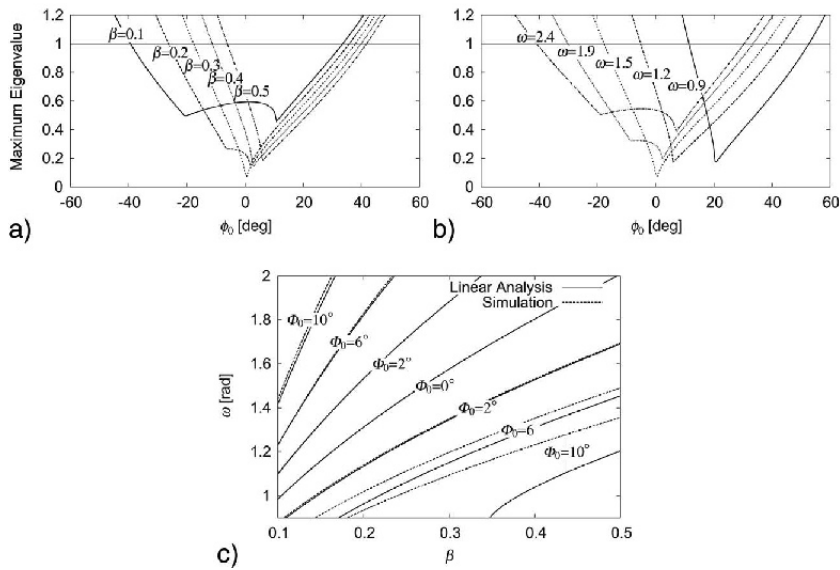 1.2
1
0.8
0.6
0.4
0.2
0
Maximum Eigenvalue
β=0.1
β=0.2
β=0.3
β=0.4
β=0.5
-60 -40 -20 0 20 40 60
ϕ0 [deg]
a)
1.2
1
0.8
0.6
0.4
0.2
0
ω=2.4
ω=1.9
ω=1.5
ω=1.2
ω=0.9
-60 -40 -20 0 20 40 60
ϕ0 [deg]
b)
2
1.8
1.6
1.4
1.2
1
ω [rad]
Linear Analysis
Simulation
Φ0=10°
Φ0=6°
Φ0=2°
Φ0=0°
Φ0=2°
Φ0=6
Φ0=10°
0.1 0.2 0.3 0.4 0.5
β
c)